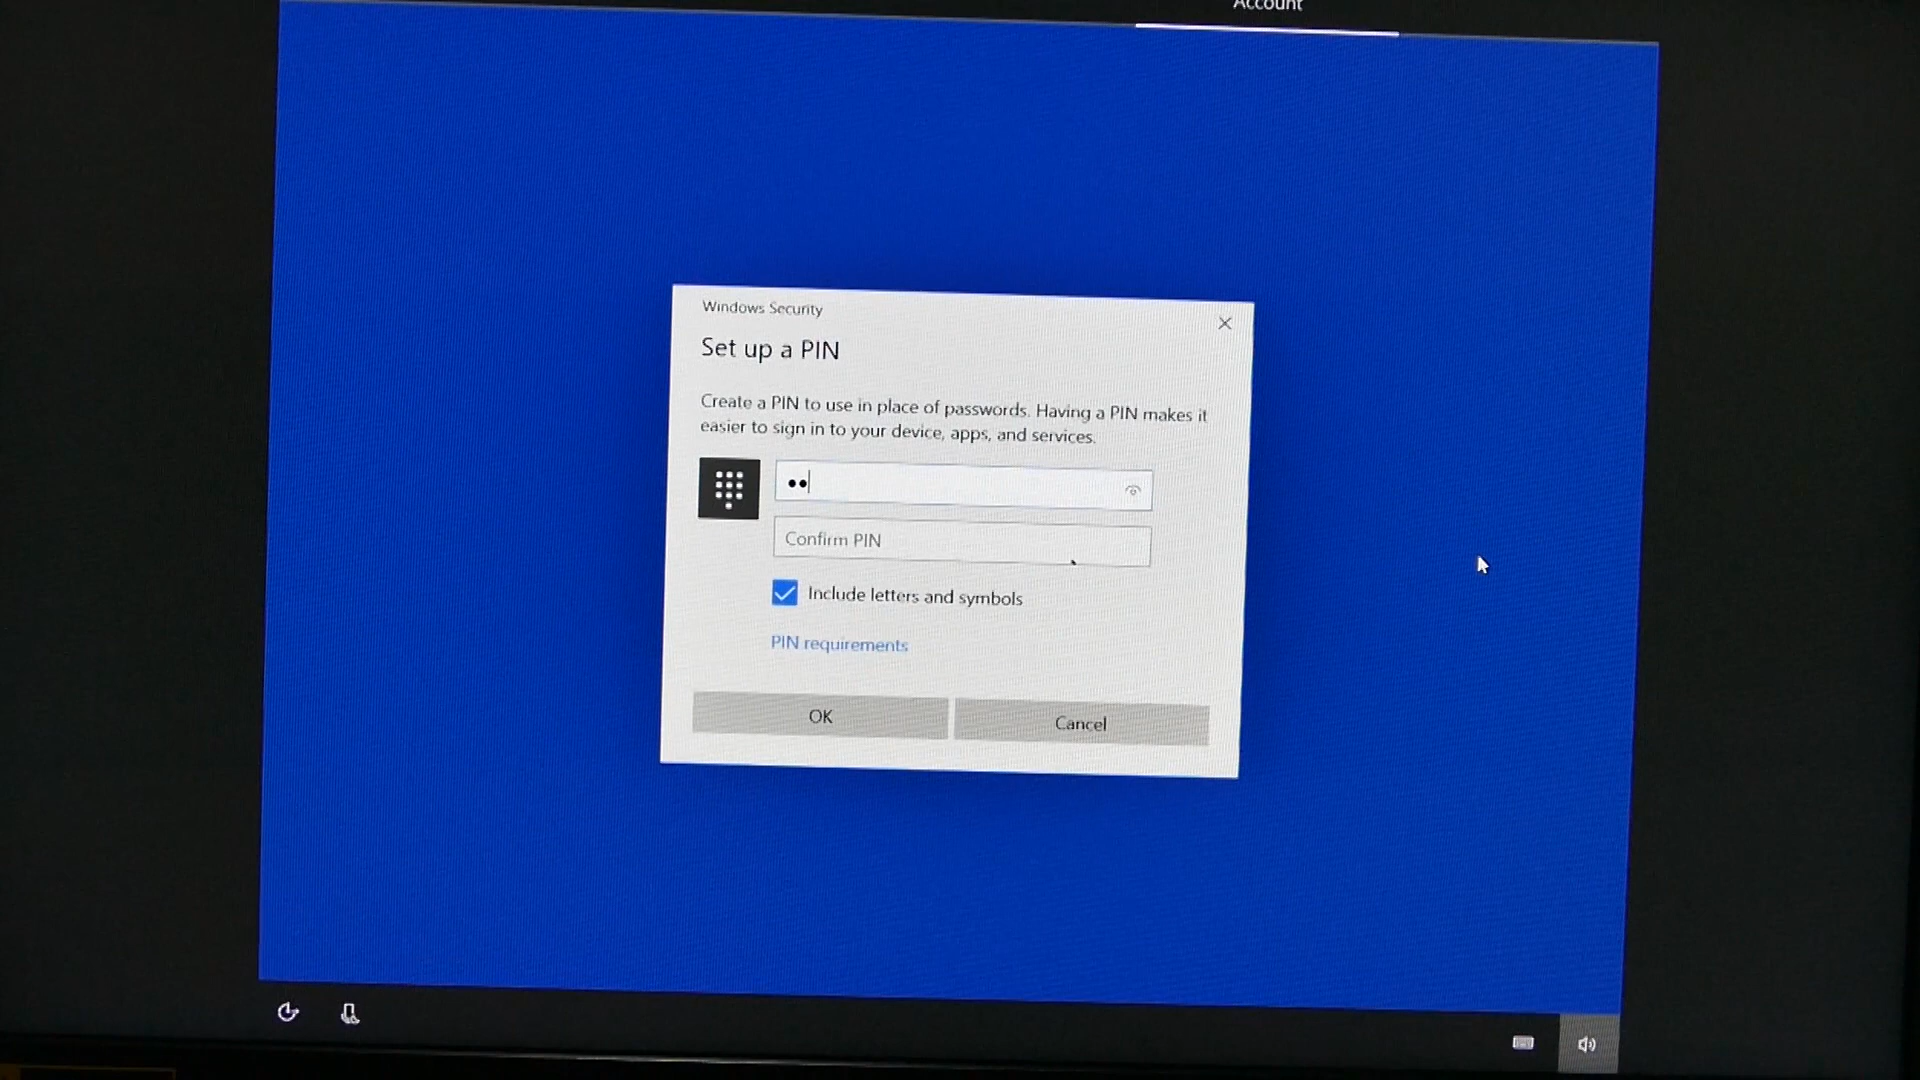 Account
Windows Security
Set up a PIN
Create a PIN to use in place of passwords. Having a PIN makes it
easier to sign in to your device, apps, and services.
Confirm PIN
Include letters and symbols
PIN requirements
OK
Cancel